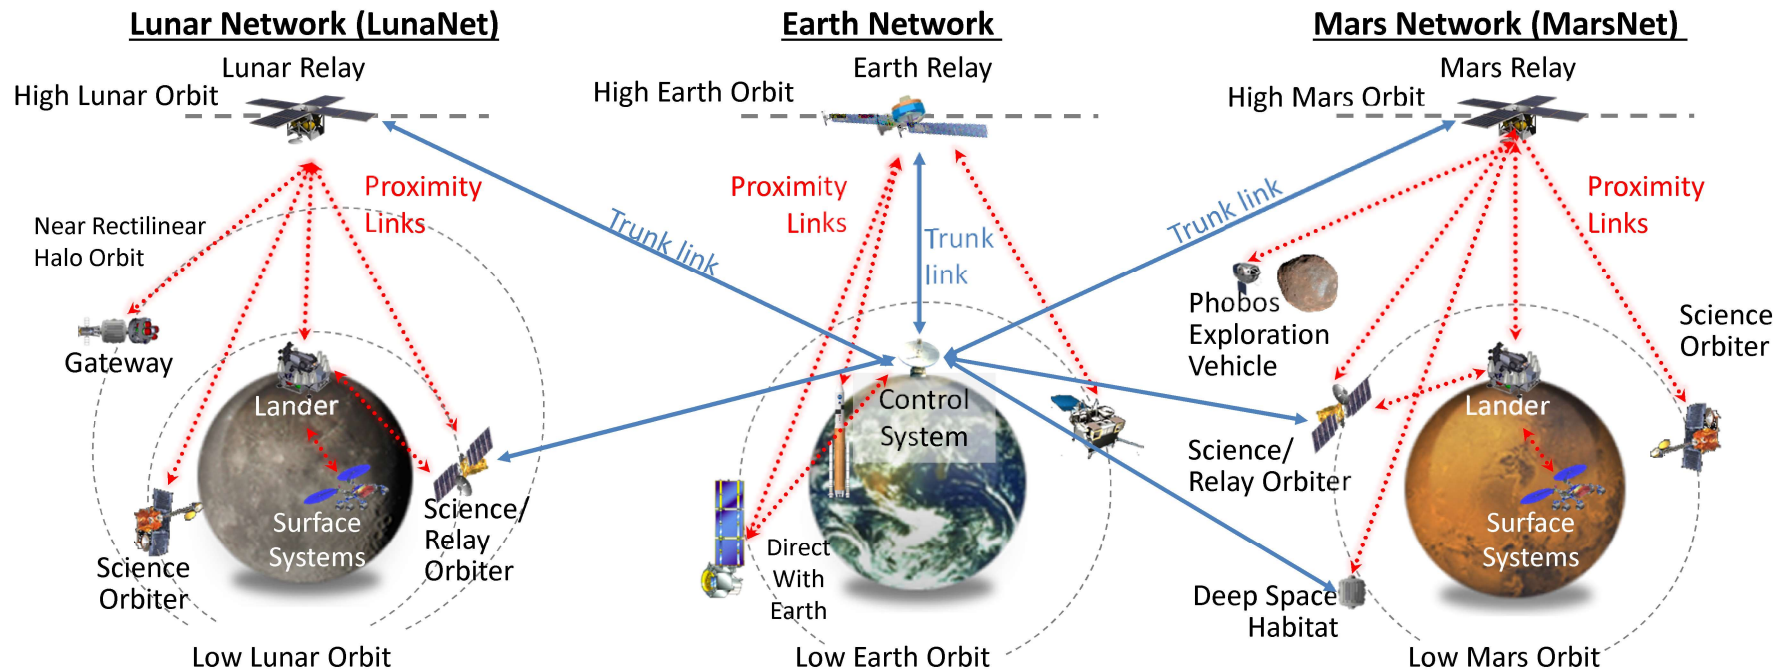 Lunar Network (LunaNet)
Lunar Relay
High Lunar Orbit
Proximity
Links
Near Rectilinear
Halo Orbit
Gateway
Lander
Surface
Systems
Science
Orbiter
Science/
Relay
Orbiter
Low Lunar Orbit
Trunk link
Earth Network
Earth Relay
High Earth Orbit
Proximity
Links
Trunk
link
Control
System
Direct
With
Earth
Low Earth Orbit
Trunk link
Mars Network (MarsNet)
Mars Relay
High Mars Orbit
Proximity
Links
Phobos
Exploration
Vehicle
Science
Orbiter
Lander
Science/
Relay Orbiter
Surface
Systems
Deep Space
Habitat
Low Mars Orbit